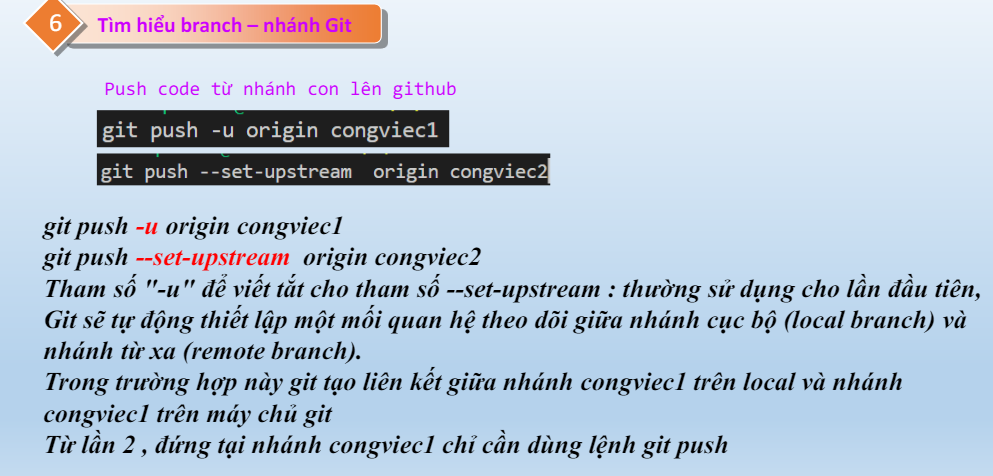 6
Tìm hiểu branch – nhánh Git
Push code từ nhánh con lên github
git push -u origin congviec1
git push --set-upstream  origin congviec2
git push -u origin congviec1
git push --set-upstream  origin congviec2
Tham số "-u" để viết tắt cho tham số --set-upstream : thường sử dụng cho lần đầu tiên,
Git sẽ tự động thiết lập một mối quan hệ theo dõi giữa nhánh cục bộ (local branch) và
nhánh từ xa (remote branch).
Trong trường hợp này git tạo liên kết giữa nhánh congviec1 trên local và nhánh
congviec1 trên máy chủ git
Từ lần 2 , đứng tại nhánh congviec1 chỉ cần dùng lệnh git push